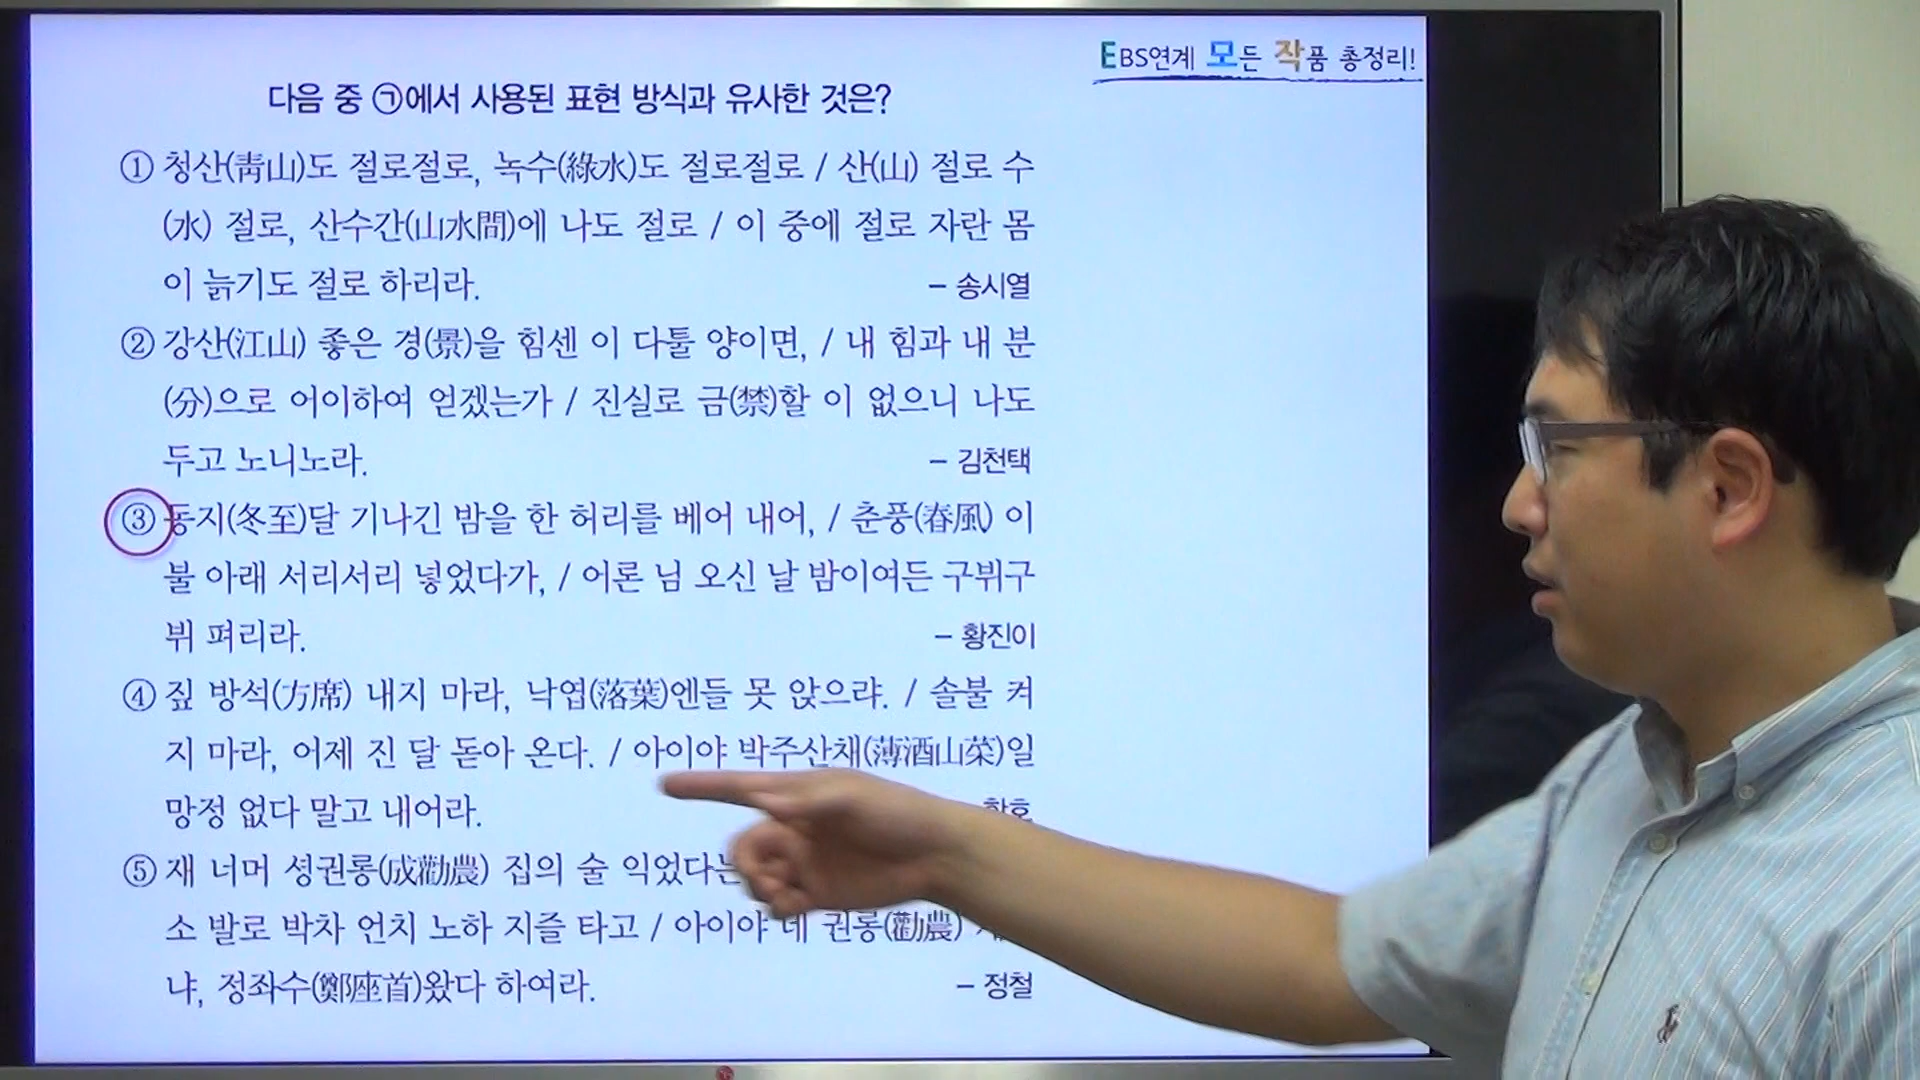 EBS연계 모든 작품 총정리!
다음 중 ㉠에서 사용된 표현 방식과 유사한 것은?
① 청산(靑山)도 절로절로, 녹수(綠水)도 절로절로 / 산(山) 절로 수
(水) 절로, 산수간(山水間)에 나도 절로 / 이 중에 절로 자란 몸
이 늙기도 절로 하리라.
– 송시열
② 강산(江山) 좋은 경(景)을 힘센 이 다툴 양이면, / 내 힘과 내 분
(分)으로 어이하여 얻겠는가 / 진실로 금(禁)할 이 없으니 나도
두고 노니노라.
– 김천택
③ 동지(冬至)달 기나긴 밤을 한 허리를 베어 내어, / 춘풍(春風) 이
불 아래 서리서리 넣었다가, / 어론 님 오신 날 밤이여든 구뷔구
뷔 펴리라.
– 황진이
④ 짚 방석(方席) 내지 마라, 낙엽(落葉)엔들 못 앉으랴. / 솔불 켜
지 마라, 어제 진 달 돋아 온다. / 아이야 박주산채(薄酒山菜)일
망정 없다 말고 내어라.
⑤ 재 너머 셩권롱(成勸農) 집의 술 익었다는
소 발로 박차 언치 노하 지즐 타고 / 아이야 네 권롱(勸農)
냐, 정좌수(鄭座首)왔다 하여라.
– 정철